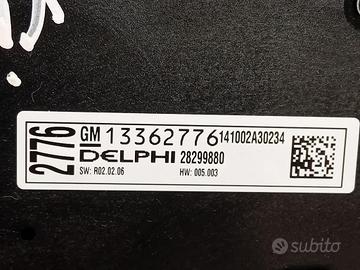 2776
GM 13362776 141002A30234
DELPHI 28299880
SW: R02.02.06 HW: 005.003
subito